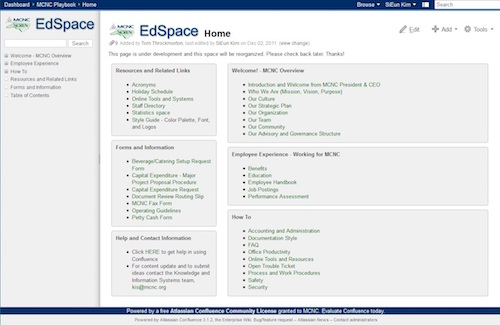 Dashboard > MCNC Playbook > Home
Browse SiEun Kim Search
MCNC
NCREN
EdSpace
Search
Welcome - MCNC Overview
Employee Experience
How To
Resources and Related Links
Forms and Information
Table of Contents
EdSpace Home
Edit Add Tools
Added by Tom Throckmorton, last edited by SiEun Kim on Dec 02, 2011 (view change)
This page is under development and this space will be reorganized. Please check back later. Thanks!
Resources and Related Links
Acronyms
Holiday Schedule
Online Tools and Systems
Staff Directory
Statistics space
Style Guide - Color Palette, Font,
and Logos
Forms and Information
Beverage/Catering Setup Request
Form
Capital Expenditure - Major
Project Proposal Procedure
Capital Expenditure Request
Document Review Routing Slip
MCNC Fax Form
Operating Guidelines
Petty Cash Form
Help and Contact Information
Click HERE to get help in using
Confluence
For content update and to submit
ideas contact the Knowledge and
Information Systems team,
kis@mcnc.org
Welcome! - MCNC Overview
Introduction and Welcome from MCNC President & CEO
Who We Are (Mission, Vision, Purpose)
Our Culture
Our Strategic Plan
Our Organization
Our Team
Our Community
Our Advisory and Governance Structure
Employee Experience - Working for MCNC
Benefits
Education
Employee Handbook
Job Postings
Performance Assessment
How To
Accounting and Administration
Documentation Style
FAQ
Office Productivity
Online Tools and Resources
Open Trouble Ticket
Process and Work Procedures
Safety
Security
Powered by a free Atlassian Confluence Community License granted to MCNC. Evaluate Confluence today.
Powered by Atlassian Confluence 3.1.2, the Enterprise Wiki. Bug/feature request - Atlassian News - Contact administrators